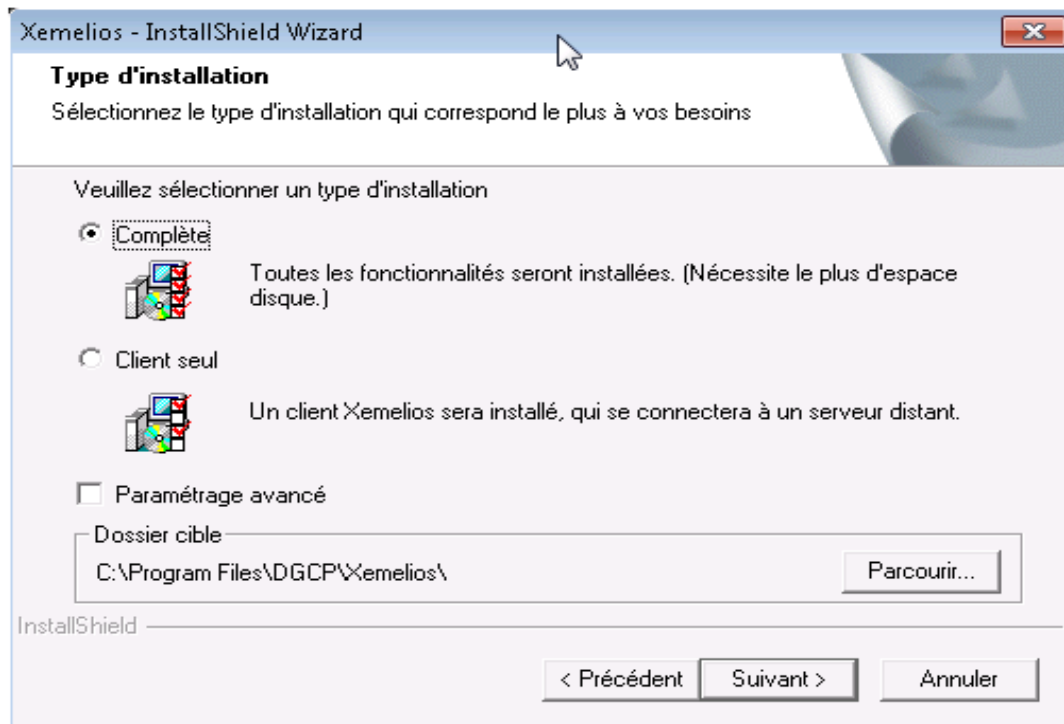 Xemelios - InstallShield Wizard
Type d'installation
Sélectionnez le type d'installation qui correspond le plus à vos besoins
Veuillez sélectionner un type d'installation
Complète
Toutes les fonctionnalités seront installées. (Nécessite le plus d'espace
disque.)
Client seul
Un client Xemelios sera installé, qui se connectera à un serveur distant.
Paramétrage avancé
Dossier cible
C:\Program Files\DGCP\Xemelios\
Parcourir...
InstallShield
< Précédent
Suivant >
Annuler